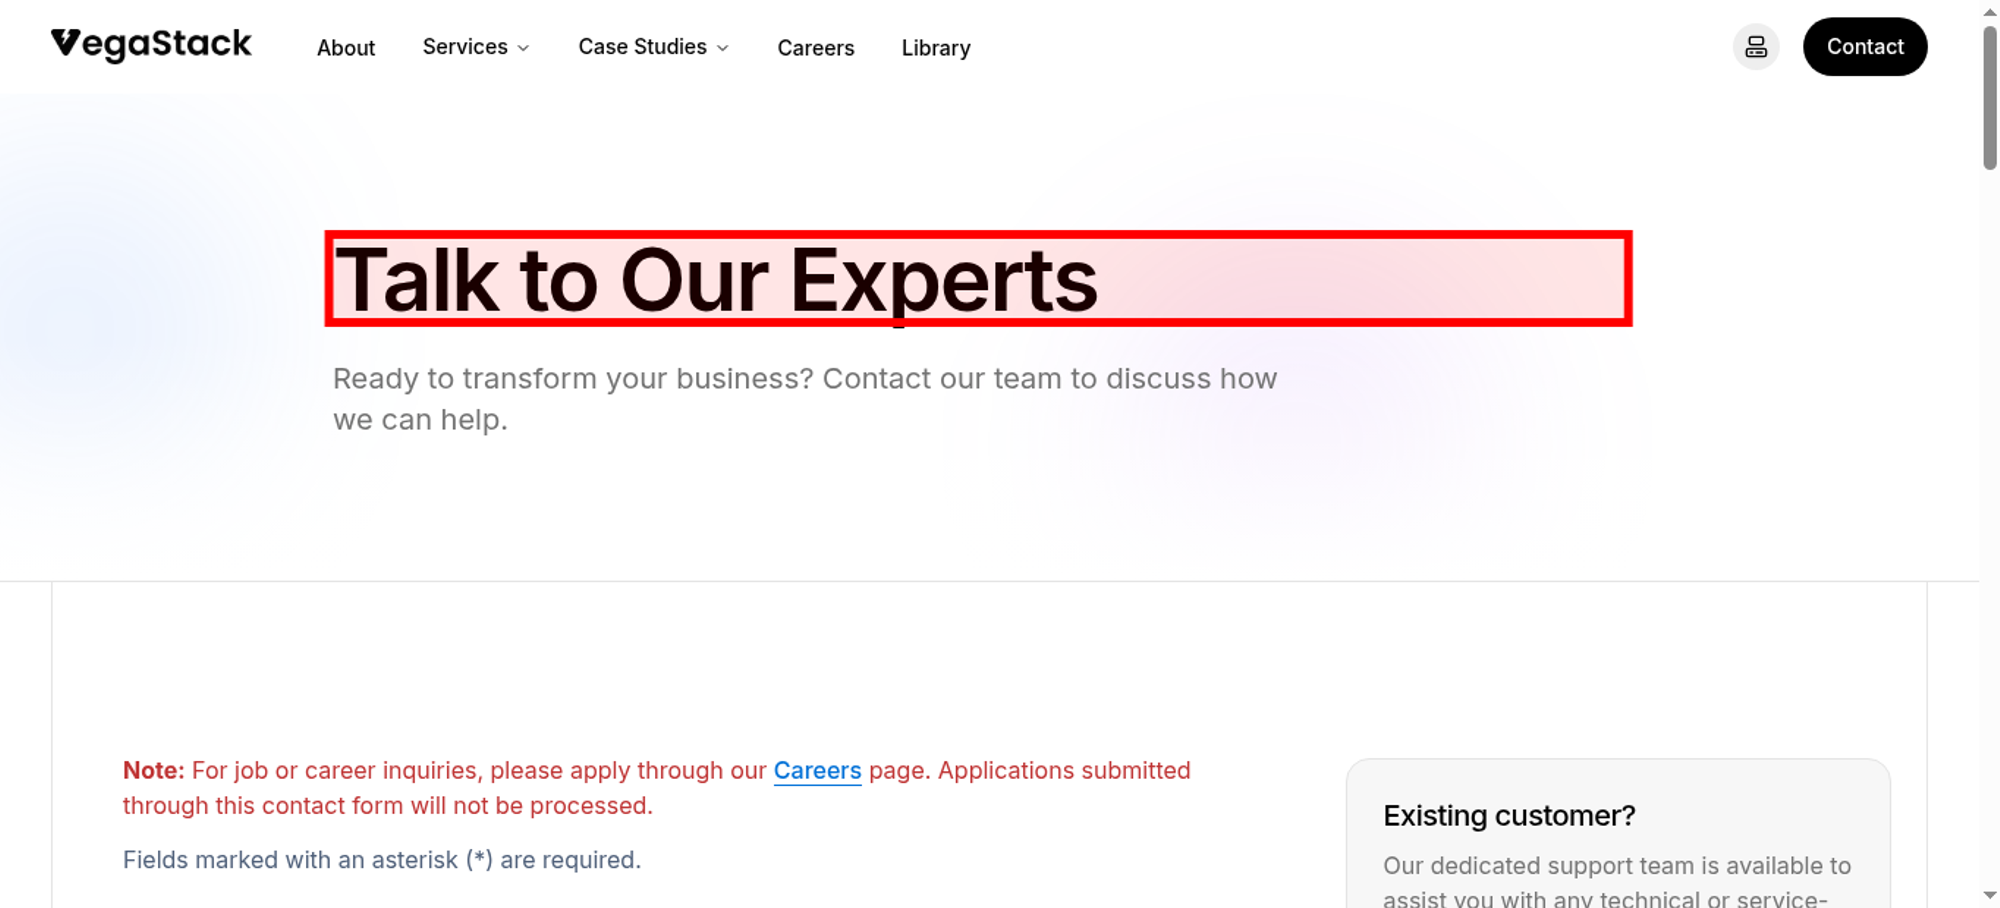 VegaStack
About
Services
Case Studies
Careers
Library
Contact
Talk to Our Experts
Ready to transform your business? Contact our team to discuss how
we can help.
Note: For job or career inquiries, please apply through our Careers page. Applications submitted
through this contact form will not be processed.
Fields marked with an asterisk (*) are required.
Existing customer?
Our dedicated support team is available to
assist you with any technical or service-